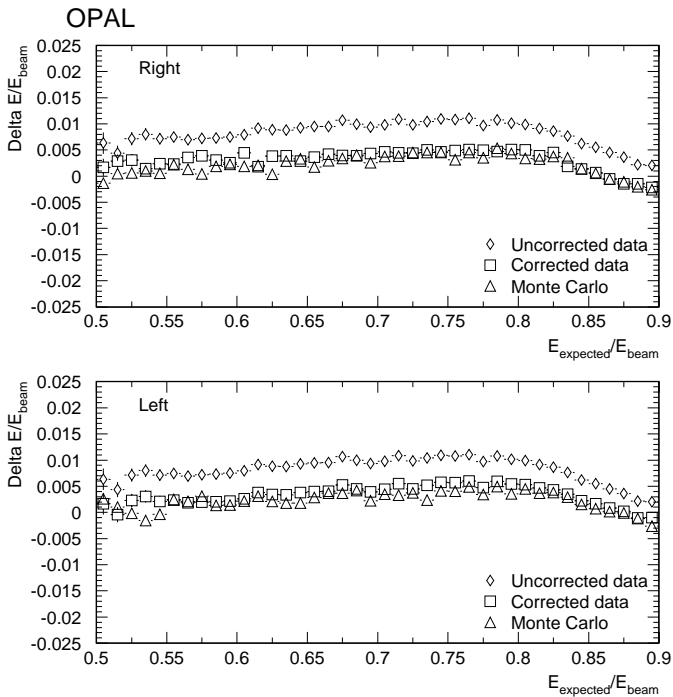 OPAL
Delta E/E_beam
0.025
0.02
0.015
0.01
0.005
0
-0.005
-0.01
-0.015
-0.02
-0.025
Right
Uncorrected data
Corrected data
Monte Carlo
0.5 0.55 0.6 0.65 0.7 0.75 0.8 0.85 0.9
E_expected/E_beam
Delta E/E_beam
0.025
0.02
0.015
0.01
0.005
0
-0.005
-0.01
-0.015
-0.02
-0.025
Left
Uncorrected data
Corrected data
Monte Carlo
0.5 0.55 0.6 0.65 0.7 0.75 0.8 0.85 0.9
E_expected/E_beam